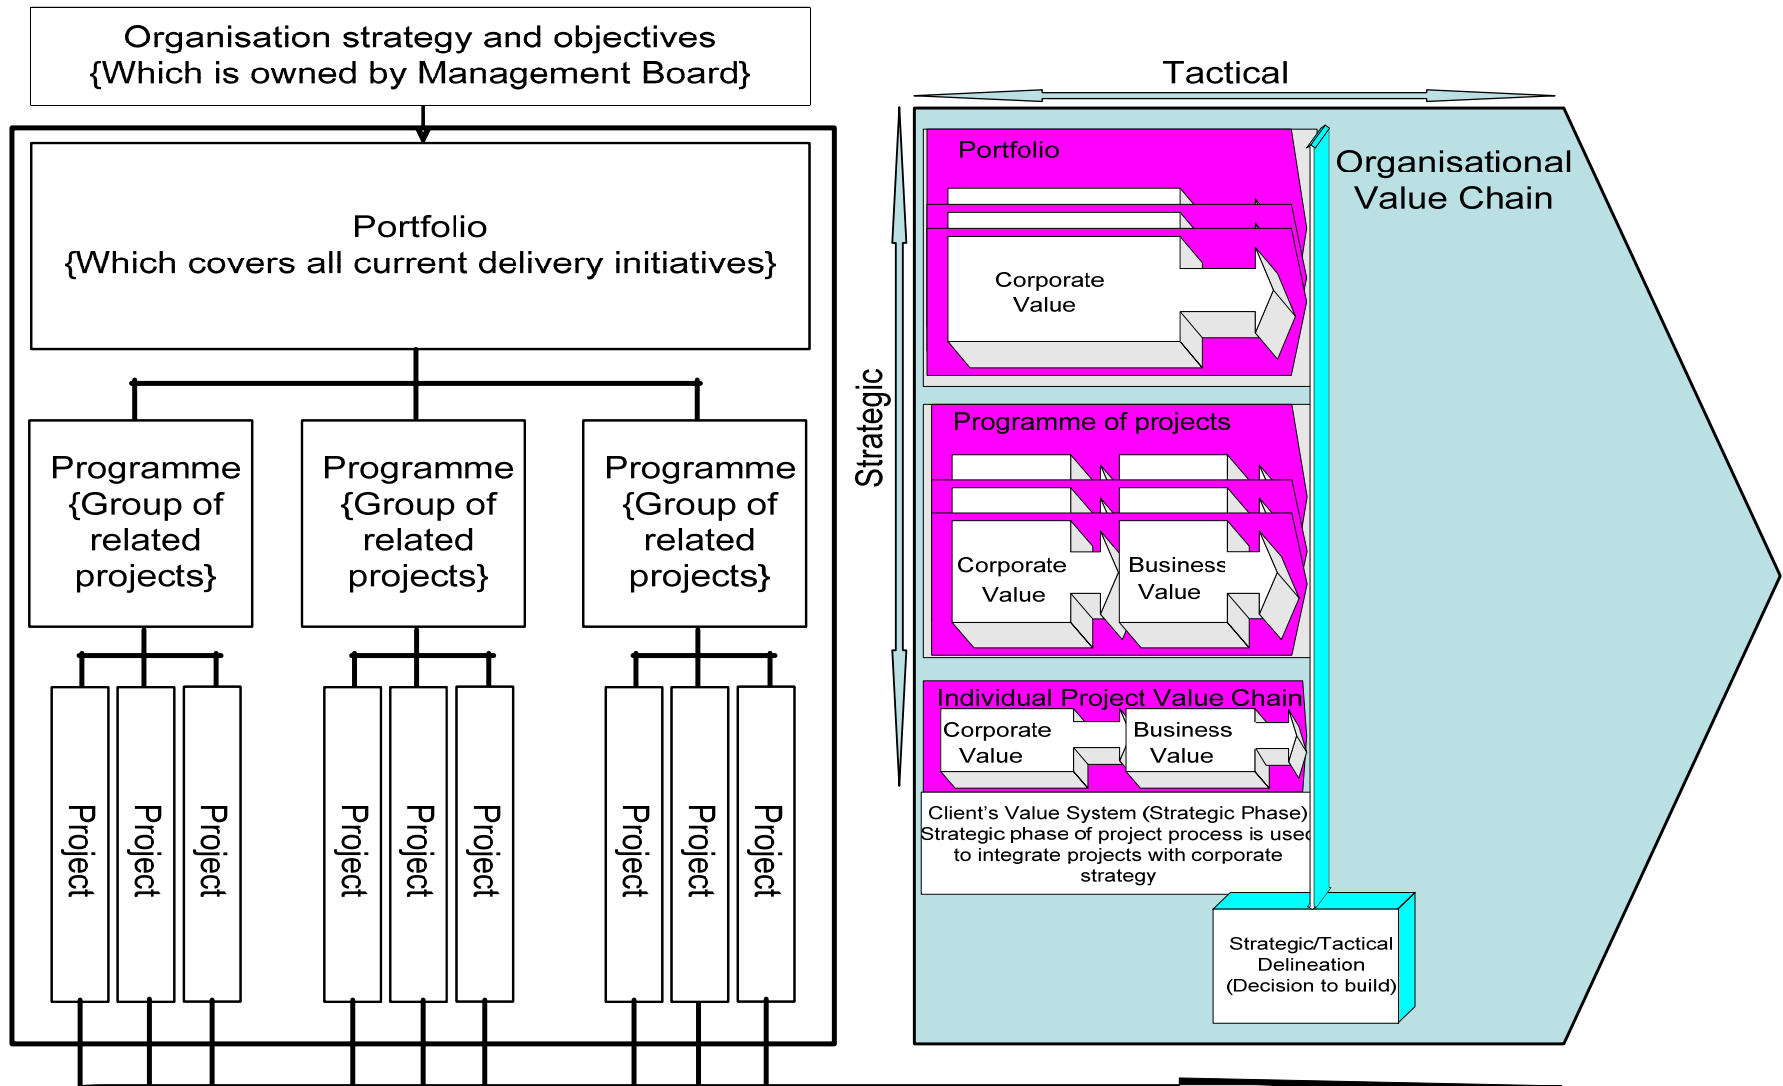 Organisation strategy and objectives
{Which is owned by Management Board}
Portfolio
{Which covers all current delivery initiatives}
Programme
{Group of
related
projects}
Programme
{Group of
related
projects}
Programme
{Group of
related
projects}
Project
Project
Project
Project
Project
Project
Project
Project
Project
Tactical
Strategic
Organisational
Value Chain
Portfolio
Corporate
Value
Programme of projects
Corporate
Value
Business
Value
Individual Project Value Chain
Corporate
Value
Business
Value
Client's Value System (Strategic Phase)
Strategic phase of project process is used
to integrate projects with corporate
strategy
Strategic/Tactical
Delineation
(Decision to build)